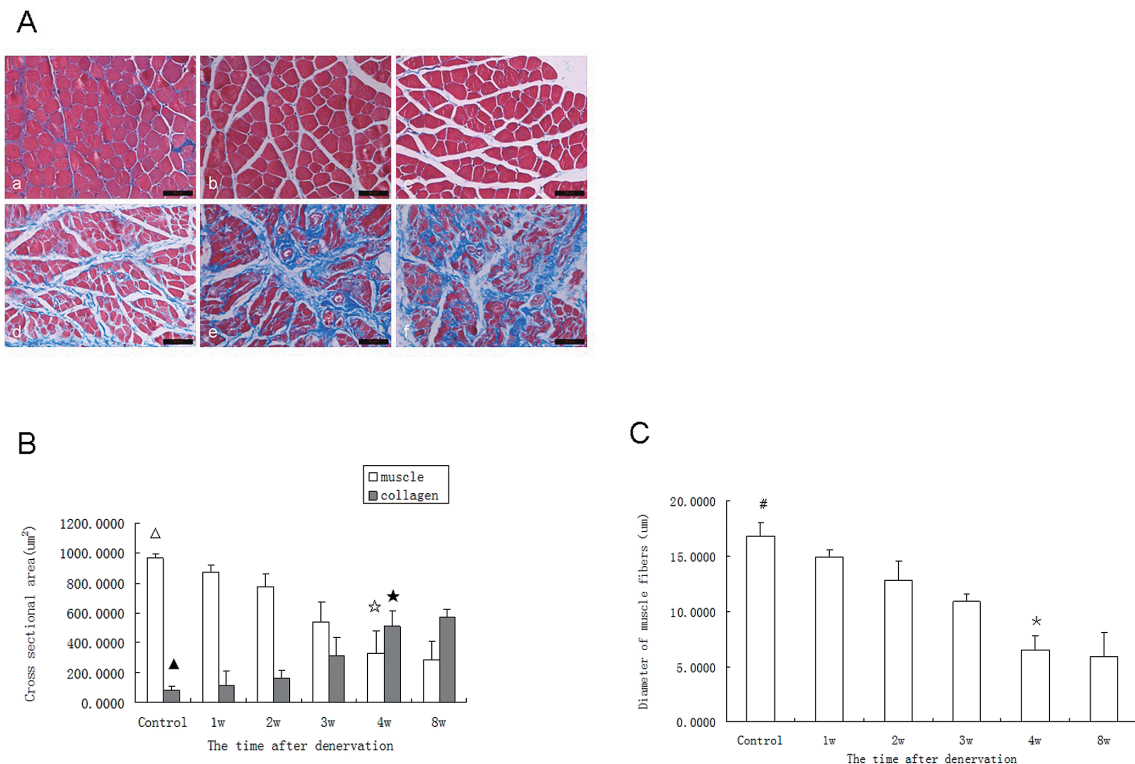 A
a b c
d e f
B
C
muscle
collagen
Cross sectional area(um²)
1200.0000
1000.0000
800.0000
600.0000
400.0000
200.0000
0.0000
Control 1w 2w 3w 4w 8w
The time after denervation
Diameter of muscle fibers (um)
20.0000
15.0000
10.0000
5.0000
0.0000
#
*
Control 1w 2w 3w 4w 8w
The time after denervation